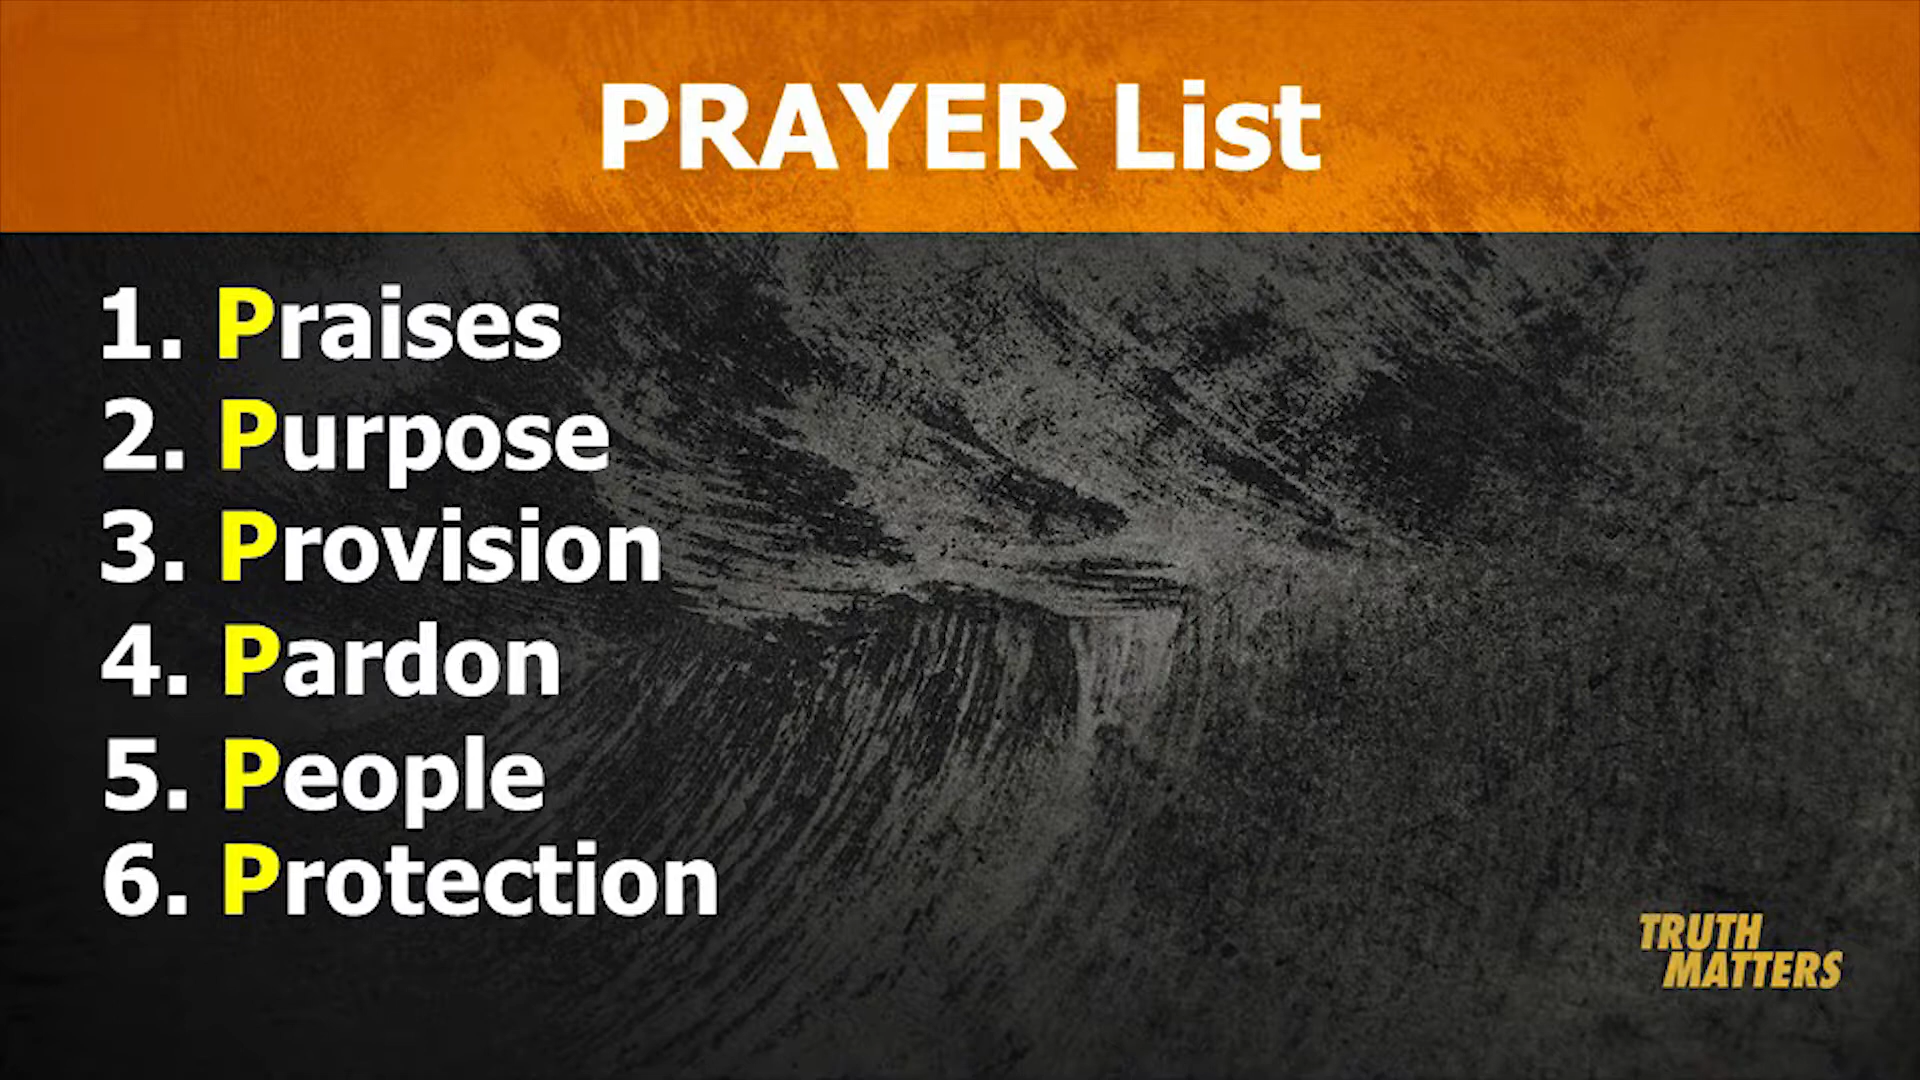 PRAYER List
1. Praises
2. Purpose
3. Provision
4. Pardon
5. People
6. Protection
TRUTH
MATTERS